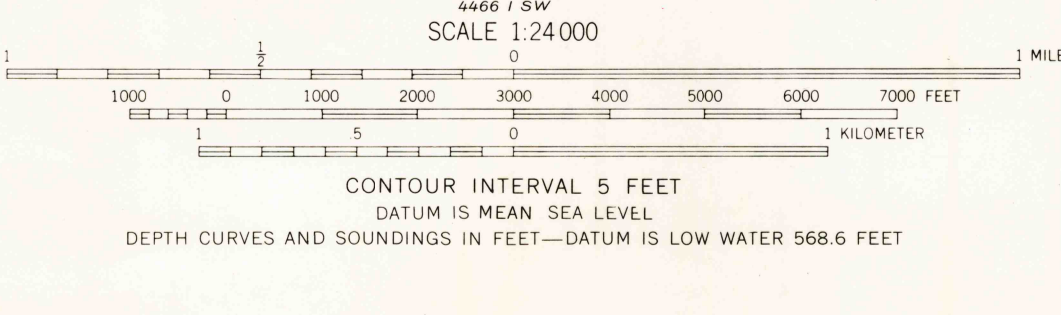 4466 I SW
SCALE 1:24 000
1 1/2 0 1 MILE
1000 0 1000 2000 3000 4000 5000 6000 7000 FEET
1 .5 0 1 KILOMETER
CONTOUR INTERVAL 5 FEET
DATUM IS MEAN SEA LEVEL
DEPTH CURVES AND SOUNDINGS IN FEET—DATUM IS LOW WATER 568.6 FEET